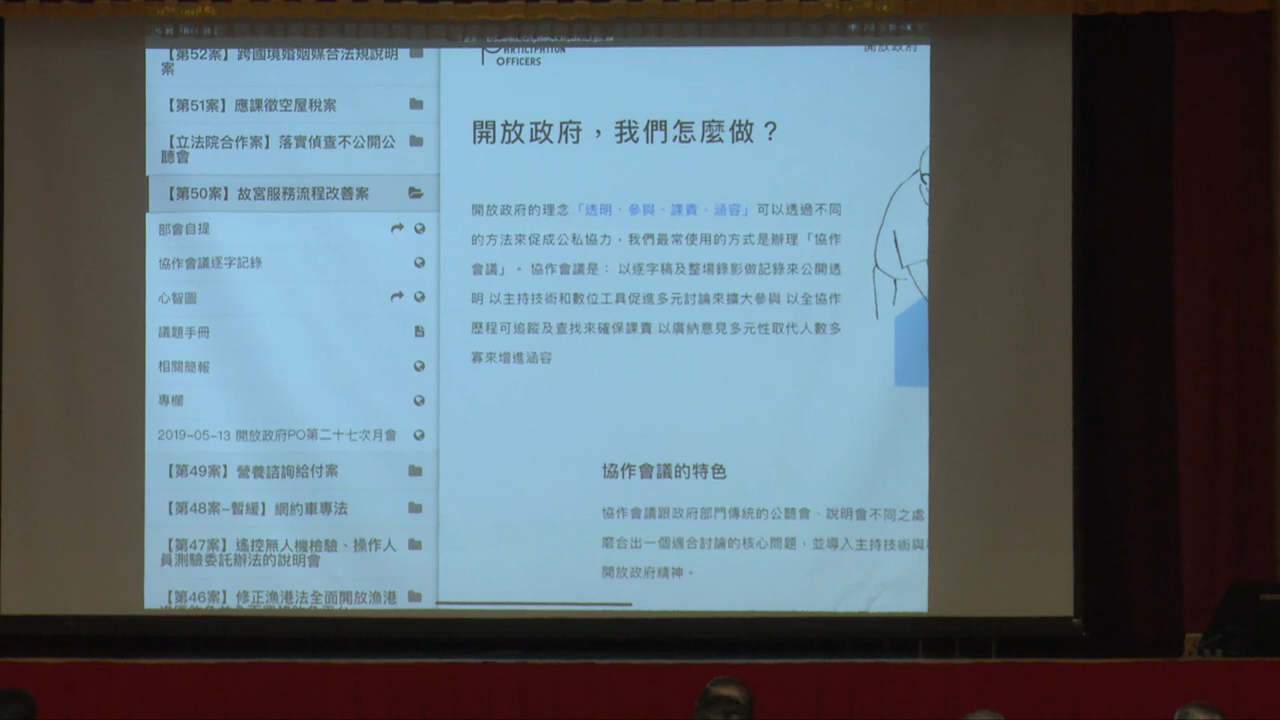 【第52案】跨國境婚姻媒合法規說明
案
【第51案】應課徵空屋稅案
【立法院合作案】落實偵查不公開公
聽會
【第50案】故宮服務流程改善案
部會自提
協作會議逐字記錄
心智圖
議題手冊
相關簡報
專欄
2019-05-13 開放政府PO第二十七次月會
【第49案】營養諮詢給付案
【第48案-暫緩】網約車專法
【第47案】遙控無人機檢驗、操作人
員測驗委託辦法的說明會
【第46案】修正漁港法全面開放漁港
PARTICIPATION
OFFICERS
開放政府
開放政府，我們怎麼做？
開放政府的理念「透明、參與、課責、涵容」可以透過不同
的方法來促成公私協力，我們最常使用的方式是辦理「協作
會議」。 協作會議是： 以逐字稿及整場錄影做記錄來公開透
明 以主持技術和數位工具促進多元討論來擴大參與 以全協作
歷程可追蹤及查找來確保課責 以廣納意見多元性取代人數多
寡來增進涵容
協作會議的特色
協作會議跟政府部門傳統的公聽會、說明會不同之處
磨合出一個適合討論的核心問題，並導入主持技術與
開放政府精神。